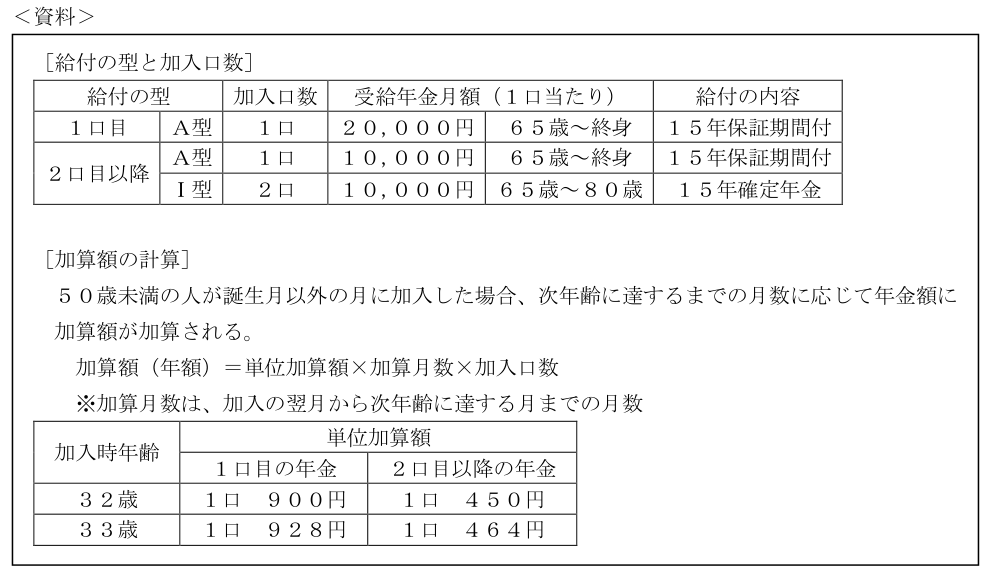 ＜資料＞
［給付の型と加入口数］
給付の型 加入口数 受給年金月額（１口当たり） 給付の内容
１口目 Ａ型 １口 ２０,０００円 ６５歳～終身 １５年保証期間付
２口目以降 Ａ型 １口 １０,０００円 ６５歳～終身 １５年保証期間付
Ｉ型 ２口 １０,０００円 ６５歳～８０歳 １５年確定年金
［加算額の計算］
５０歳未満の人が誕生月以外の月に加入した場合、次年齢に達するまでの月数に応じて年金額に
加算額が加算される。
加算額（年額）＝単位加算額×加算月数×加入口数
※加算月数は、加入の翌月から次年齢に達する月までの月数
加入時年齢 単位加算額
１口目の年金 ２口目以降の年金
３２歳 １口 ９００円 １口 ４５０円
３３歳 １口 ９２８円 １口 ４６４円